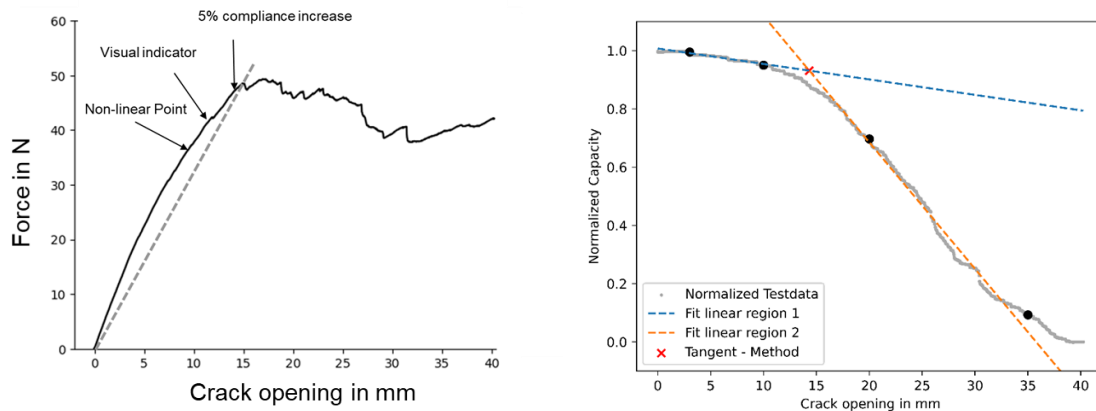 5% compliance increase
Visual indicator
Non-linear Point
60
50
40
30
20
10
0
Force in N
0 5 10 15 20 25 30 35 40
Crack opening in mm
1.0
0.8
0.6
0.4
0.2
0.0
Normalized Capacity
Normalized Testdata
Fit linear region 1
Fit linear region 2
Tangent - Method
0 5 10 15 20 25 30 35 40
Crack opening in mm